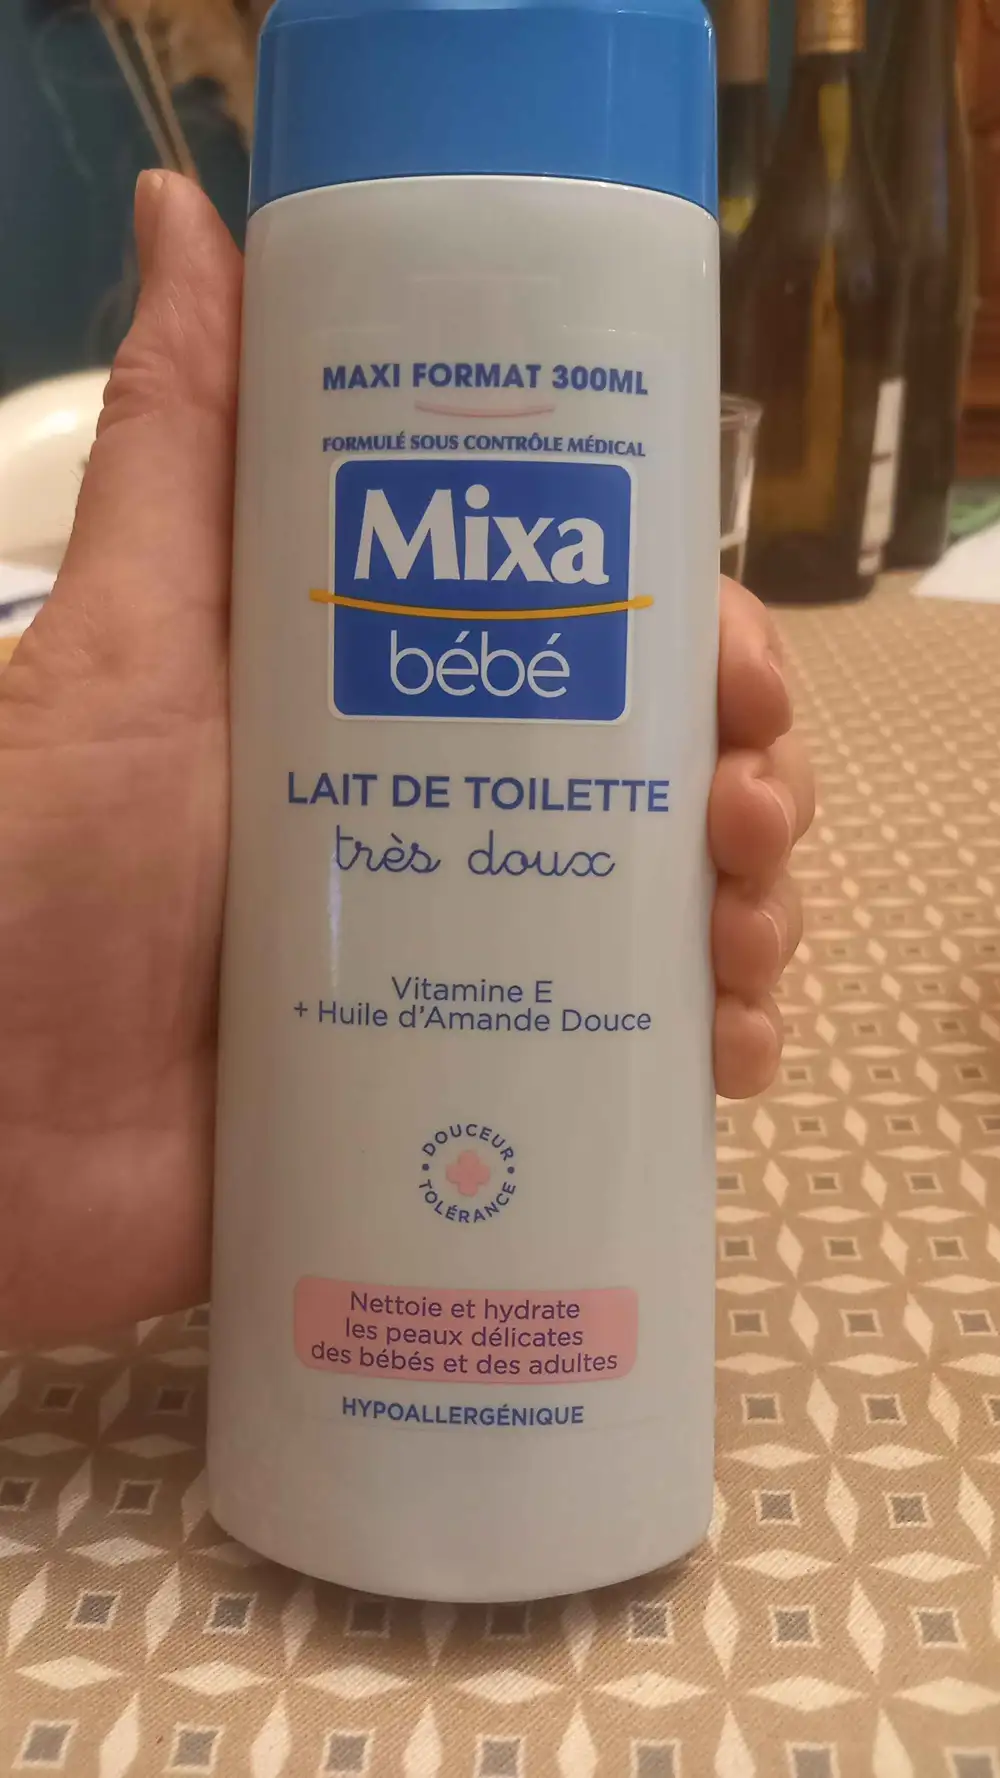 MAXI FORMAT 300ML
FORMULÉ SOUS CONTRÔLE MÉDICAL
Mixa
bébé
LAIT DE TOILETTE
très doux
Vitamine E
+ Huile d'Amande Douce
DOUCEUR
TOLÉRANCE
Nettoie et hydrate
les peaux délicates
des bébés et des adultes
HYPOALLERGÉNIQUE